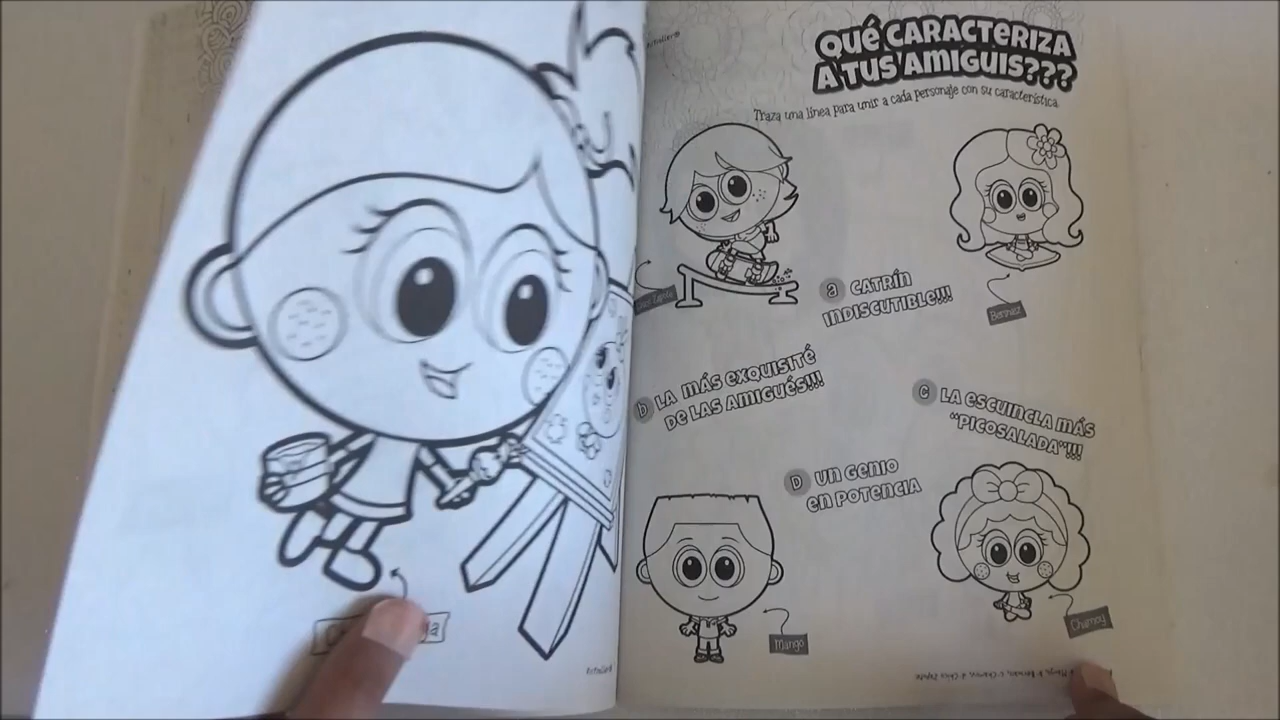 QUÉ CARACTERIZA
A TUS AMIGUIS???
Traza una línea para unir a cada personaje con su característica.
a CATRÍN
INDISCUTIBLE!!!
Berinais
b LA MÁS EXQUISITÉ
DE LAS AMIGUÉS!!!
c LA ESCUINCLA MÁS
"PICOSALADA"!!!
D UN GENIO
EN POTENCIA
Mango
Chamoy